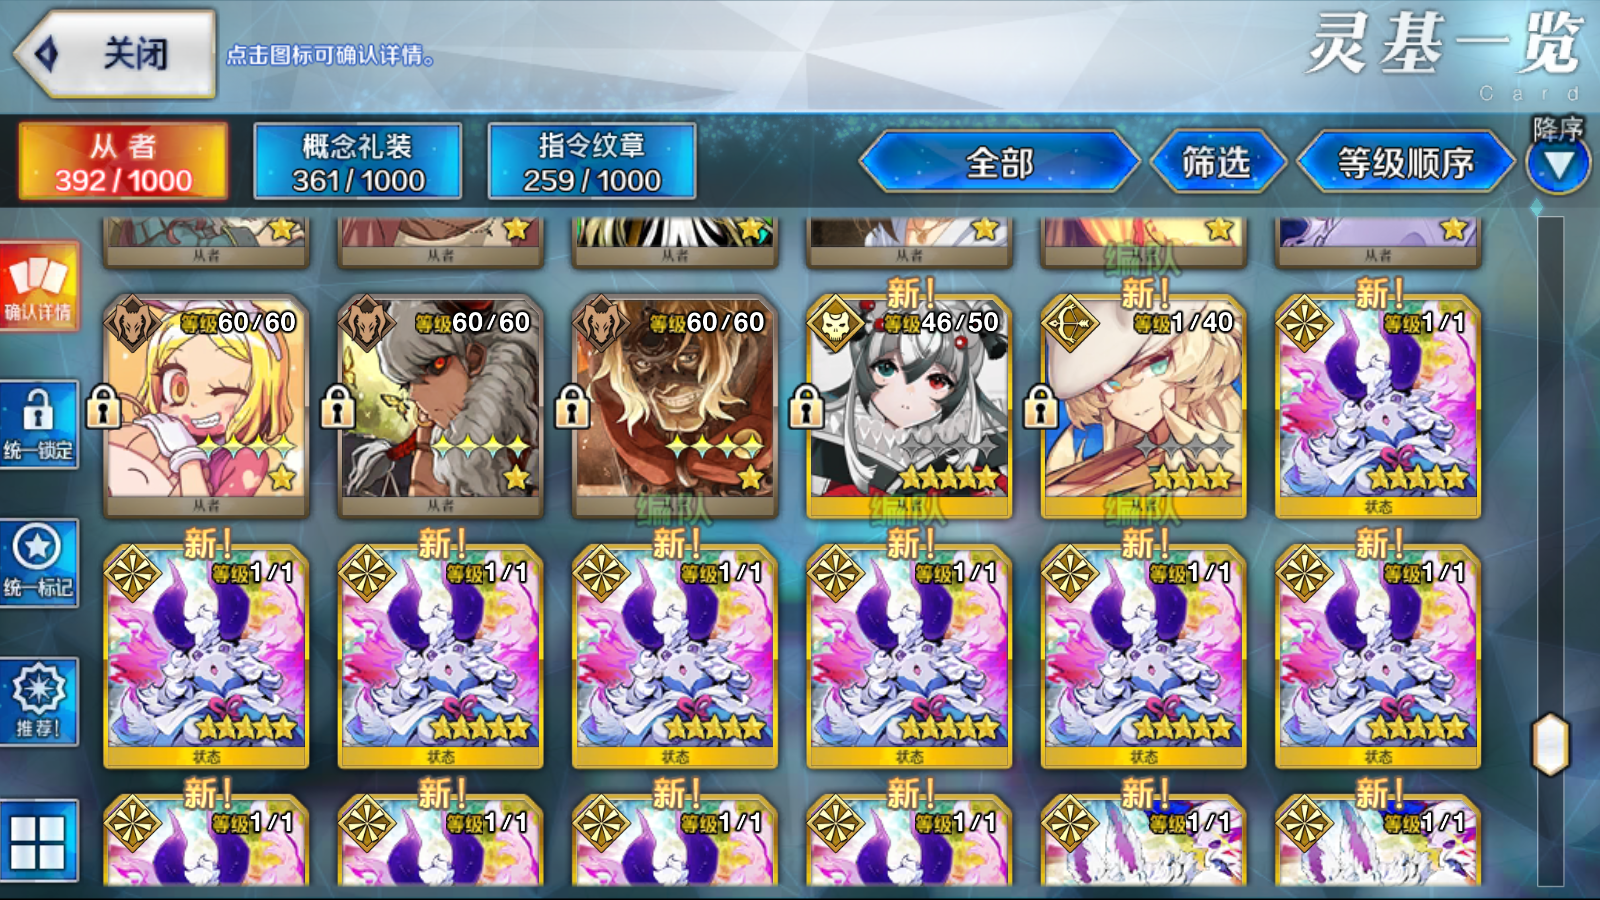 关闭
点击图标可确认详情。
灵基一览
Card
从者
392/1000
概念礼装
361/1000
指令纹章
259/1000
全部
筛选
等级顺序
降序
从者
从者
从者
从者
从者
编队
从者
确认详情
统一锁定
统一标记
推荐!
等级60/60
从者
等级60/60
从者
等级60/60
从者
编队
新!
等级46/50
编队
新!
等级1/40
编队
新!
等级1/1
状态
新!
等级1/1
状态
新!
等级1/1
状态
新!
等级1/1
状态
新!
等级1/1
状态
新!
等级1/1
状态
新!
等级1/1
状态
新!
等级1/1
新!
等级1/1
新!
等级1/1
新!
等级1/1
新!
等级1/1
新!
等级1/1